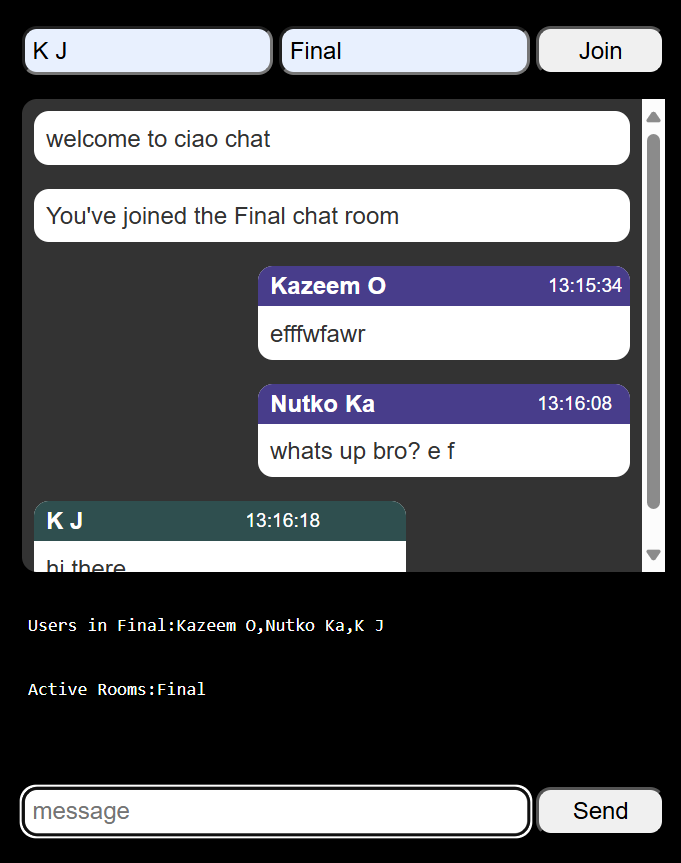 K J Final Join
welcome to ciao chat
You've joined the Final chat room
Kazeem O 13:15:34
efffwfawr
Nutko Ka 13:16:08
whats up bro? e f
K J 13:16:18
hi there
Users in Final:Kazeem O,Nutko Ka,K J
Active Rooms:Final
message Send